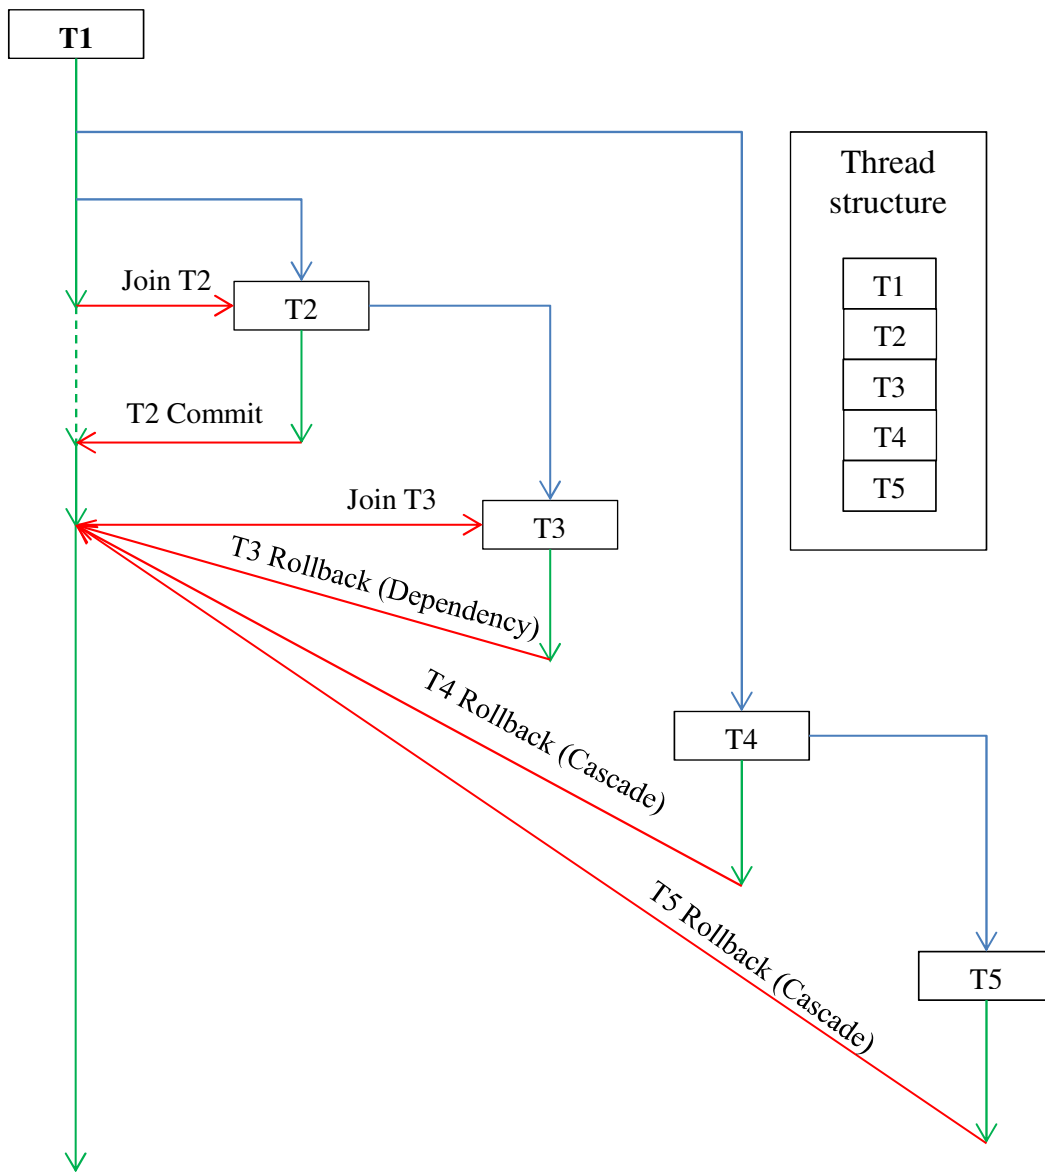 T1
Thread
structure
T1
T2
T3
T4
T5
Join T2
T2
T2 Commit
Join T3
T3
T3 Rollback (Dependency)
T4 Rollback (Cascade)
T4
T5 Rollback (Cascade)
T5